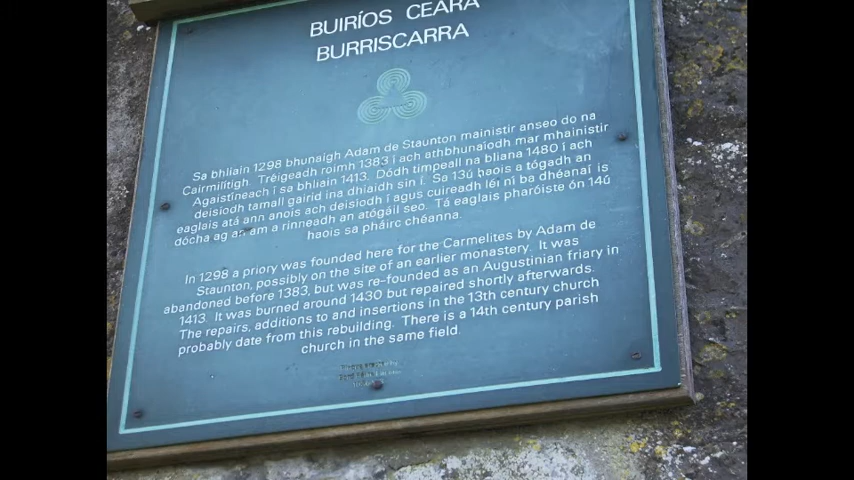 BUIRÍOS CEARA
BURRISCARRA
Sa bhliain 1298 bhunaigh Adam de Staunton mainistir anseo do na
Cairmilítigh. Tréigeadh roimh 1383 í ach athbhunaíodh mar mhainistir
Agaistíneach í sa bhliain 1413. Dódh timpeall na bliana 1480 í ach
deisíodh tamall gairid ina dhiaidh sin í. Sa 13ú haois a tógadh an
eaglais atá ann anois ach deisíodh í agus cuireadh léi ní ba dhéanaí is
dócha ag an am a rinneadh an atógáil seo. Tá eaglais pharóiste ón 14ú
haois sa pháirc chéanna.
In 1298 a priory was founded here for the Carmelites by Adam de
Staunton, possibly on the site of an earlier monastery. It was
abandoned before 1383, but was re-founded as an Augustinian friary in
1413. It was burned around 1430 but repaired shortly afterwards.
The repairs, additions to and insertions in the 13th century church
probably date from this rebuilding. There is a 14th century parish
church in the same field.